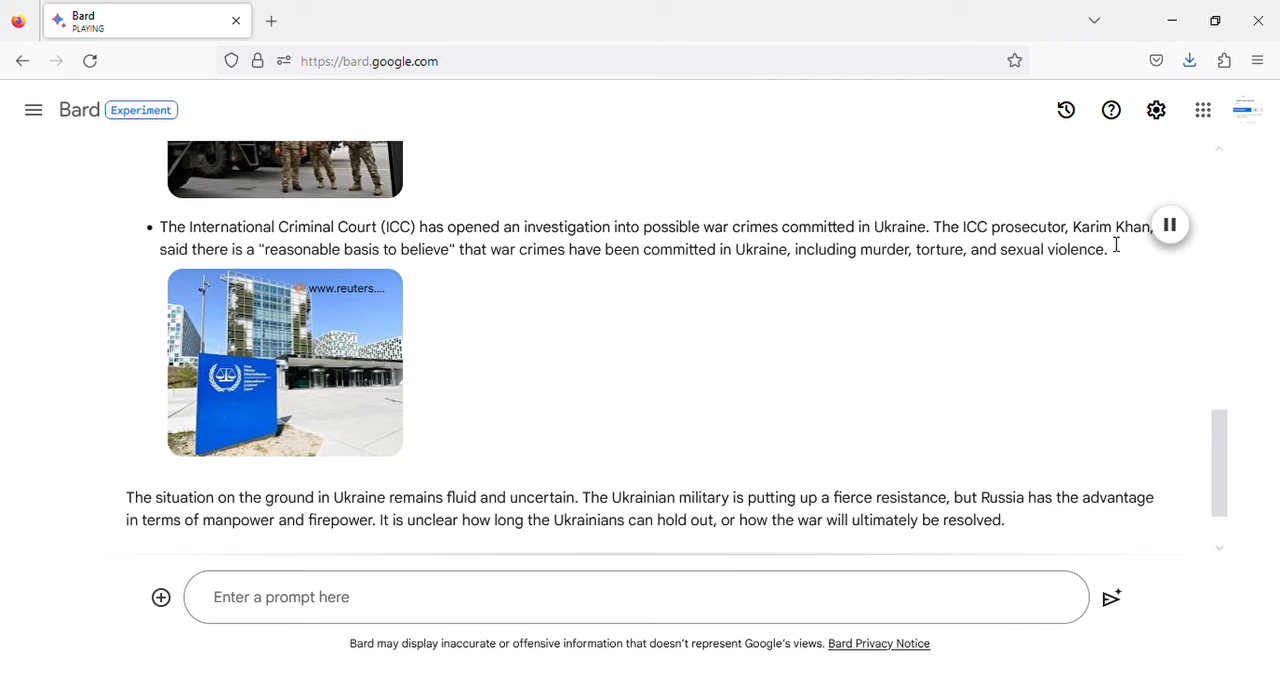 Bard
PLAYING
https://bard.google.com
Bard Experiment
• The International Criminal Court (ICC) has opened an investigation into possible war crimes committed in Ukraine. The ICC prosecutor, Karim Khan,
said there is a "reasonable basis to believe" that war crimes have been committed in Ukraine, including murder, torture, and sexual violence.
www.reuters....
The situation on the ground in Ukraine remains fluid and uncertain. The Ukrainian military is putting up a fierce resistance, but Russia has the advantage
in terms of manpower and firepower. It is unclear how long the Ukrainians can hold out, or how the war will ultimately be resolved.
Enter a prompt here
Bard may display inaccurate or offensive information that doesn't represent Google's views. Bard Privacy Notice